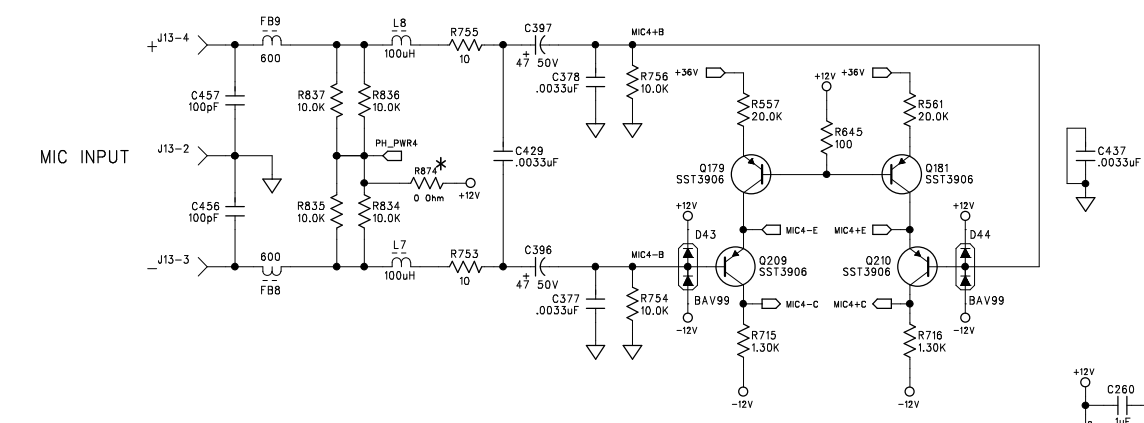 MIC INPUT
+ J13-4
FB9
600
C457
100pF
J13-2
C456
100pF
− J13-3
600
FB8
R837
10.0K
R836
10.0K
PH_PWR4
R874*
0 Ohm
+12V
R835
10.0K
R834
10.0K
L8
100uH
R755
10
L7
100uH
R753
10
C429
.0033uF
C397
+
47 50V
C378
.0033uF
MIC4+B
R756
10.0K
C396
+
47 50V
C377
.0033uF
MIC4-B
R754
10.0K
+36V
R557
20.0K
Q179
SST3906
+12V
R645
100
+36V
R561
20.0K
Q181
SST3906
MIC4-E
MIC4+E
+12V
D43
BAV99
-12V
Q209
SST3906
MIC4-C
R715
1.30K
-12V
Q210
SST3906
MIC4+C
R716
1.30K
-12V
+12V
D44
BAV99
-12V
C437
.0033uF
+12V
C260
1uF